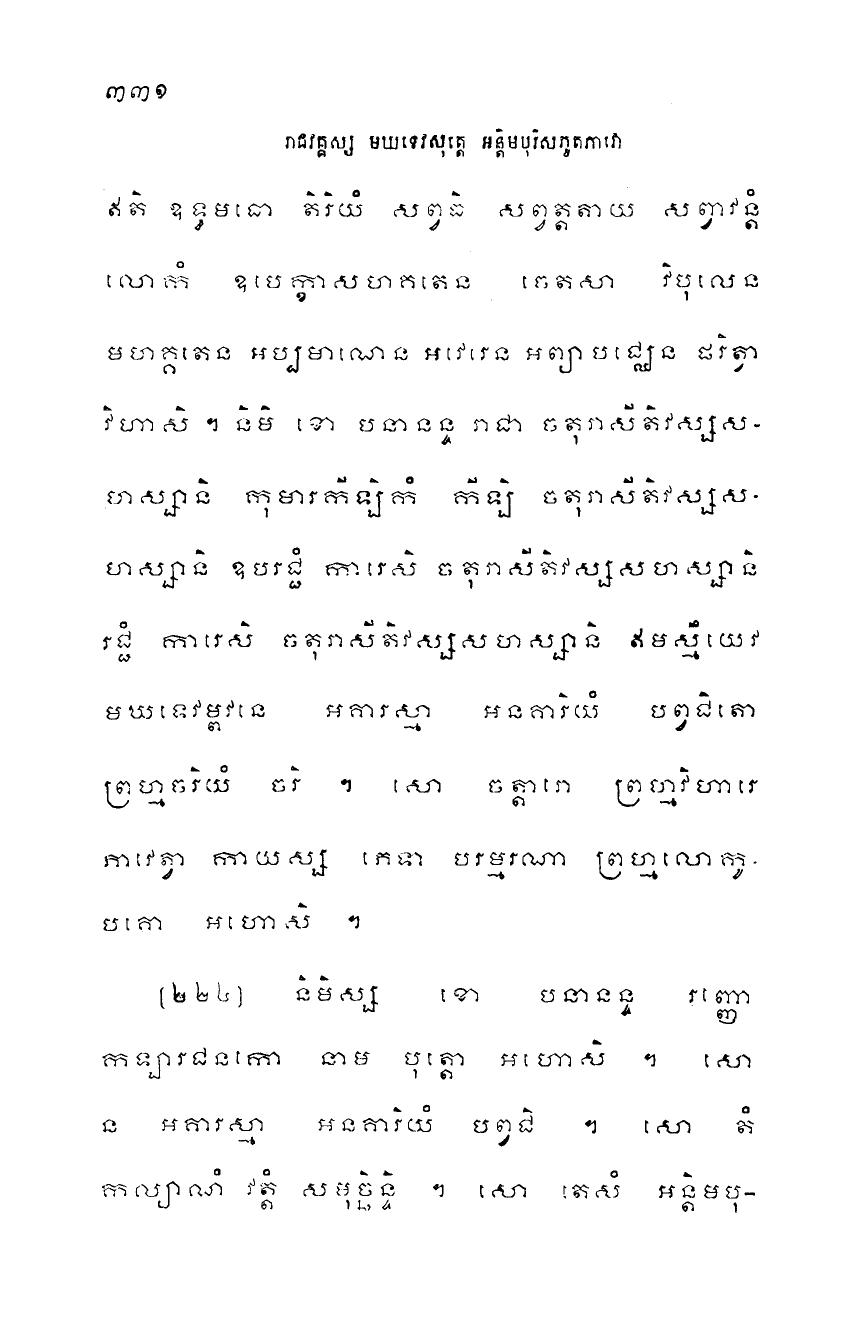 ៣៣១
រាជវគ្គស្ស មឃទេវសុត្តេ អន្តិមបុរិសភូតភាវោ
ឥតិ ឧទ្ធមធោ តិរិយំ សព្វធិ សព្វត្តតាយ សព្វាវន្តំ
លោកំ ឧបេក្ខាសហគតេន ចេតសា វិបុលេន
មហគ្គតេន អប្បមាណេន អវេរេន អព្យាបជ្ឈេន ផរិត្វា
វិហាសិ ។ និមិ ខោ បនានន្ទ រាជា ចតុរាសីតិវស្សស-
ហស្សានិ កុមារកីឡិកំ កីឡិ ចតុរាសីតិវស្សស-
ហស្សានិ ឧបរជ្ជំ ការេសិ ចតុរាសីតិវស្សសហស្សានិ
រជ្ជំ ការេសិ ចតុរាសីតិវស្សសហស្សានិ ឥមស្មឹយេវ
មឃទេវម្ពវនេ អគារស្មា អនគារិយំ បព្វជិតោ
ព្រហ្មចរិយំ ចរិ ។ សោ ចត្តារោ ព្រហ្មវិហារេ
ភាវេត្វា កាយស្ស ភេទា បរម្មរណា ព្រហ្មលោកូ-
បគោ អហោសិ ។
[២២៤] និមិស្ស ខោ បនានន្ទ រញ្ញោ
កឡារជនកោ នាម បុត្តោ អហោសិ ។ សោ
ន អគារស្មា អនគារិយំ បព្វជិ ។ សោ តំ
កល្យាណំ វត្តំ សមុច្ឆិន្ទិ ។ សោ តេសំ អន្តិមបុ-